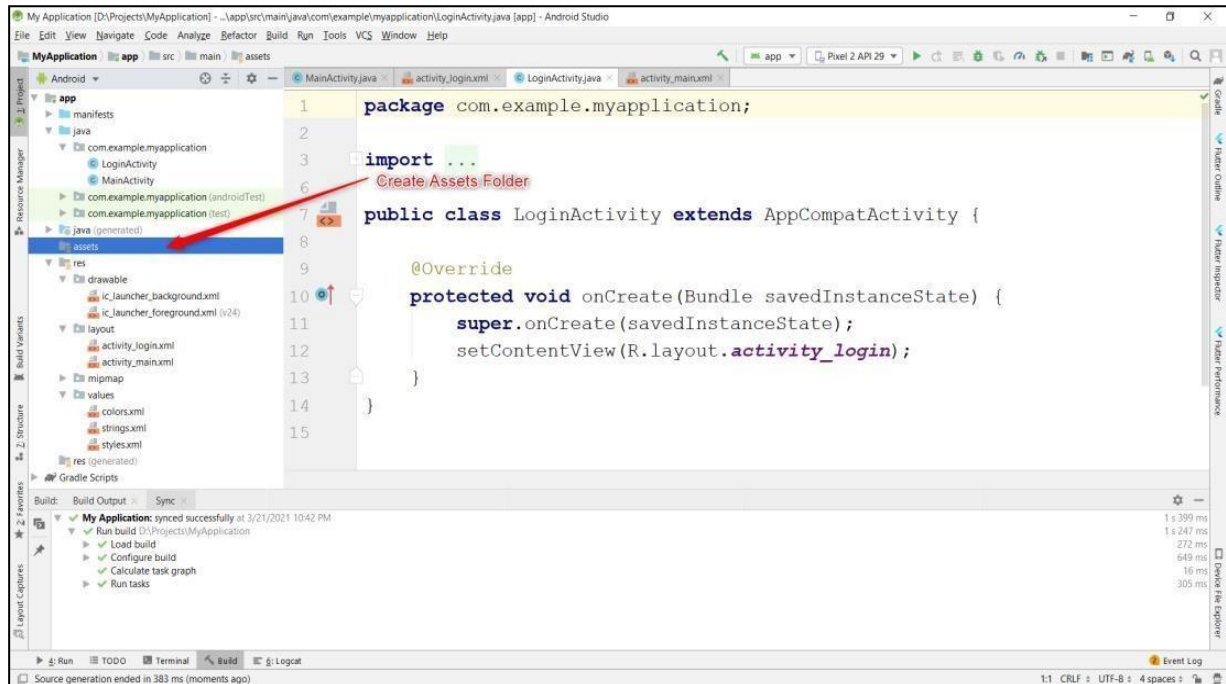 My Application [D:\Projects\MyApplication] - ...\app\src\main\java\com\example\myapplication\LoginActivity.java [app] - Android Studio
File Edit View Navigate Code Analyze Refactor Build Run Tools VCS Window Help
MyApplication app src main assets app Pixel 2 API 29
Android MainActivity.java activity_login.xml LoginActivity.java activity_main.xml
1: Project
Resource Manager
Build Variants
Z: Structure
2: Favorites
Layout Captures
app
manifests
java
com.example.myapplication
LoginActivity
MainActivity
com.example.myapplication (androidTest)
com.example.myapplication (test)
java (generated)
assets
res
drawable
ic_launcher_background.xml
ic_launcher_foreground.xml (v24)
layout
activity_login.xml
activity_main.xml
mipmap
values
colors.xml
strings.xml
styles.xml
res (generated)
Gradle Scripts
1 package com.example.myapplication;
2
3 import ...
Create Assets Folder
6
7 public class LoginActivity extends AppCompatActivity {
8
9 @Override
10 protected void onCreate(Bundle savedInstanceState) {
11 super.onCreate(savedInstanceState);
12 setContentView(R.layout.activity_login);
13 }
14 }
15
Gradle
Flutter Outline
Flutter Inspector
Flutter Performance
Device File Explorer
Build: Build Output Sync
My Application: synced successfully at 3/21/2021 10:42 PM 1 s 399 ms
Run build D:\Projects\MyApplication 1 s 247 ms
Load build 272 ms
Configure build 649 ms
Calculate task graph 16 ms
Run tasks 305 ms
4: Run TODO Terminal Build 6: Logcat Event Log
Source generation ended in 383 ms (moments ago) 1:1 CRLF UTF-8 4 spaces